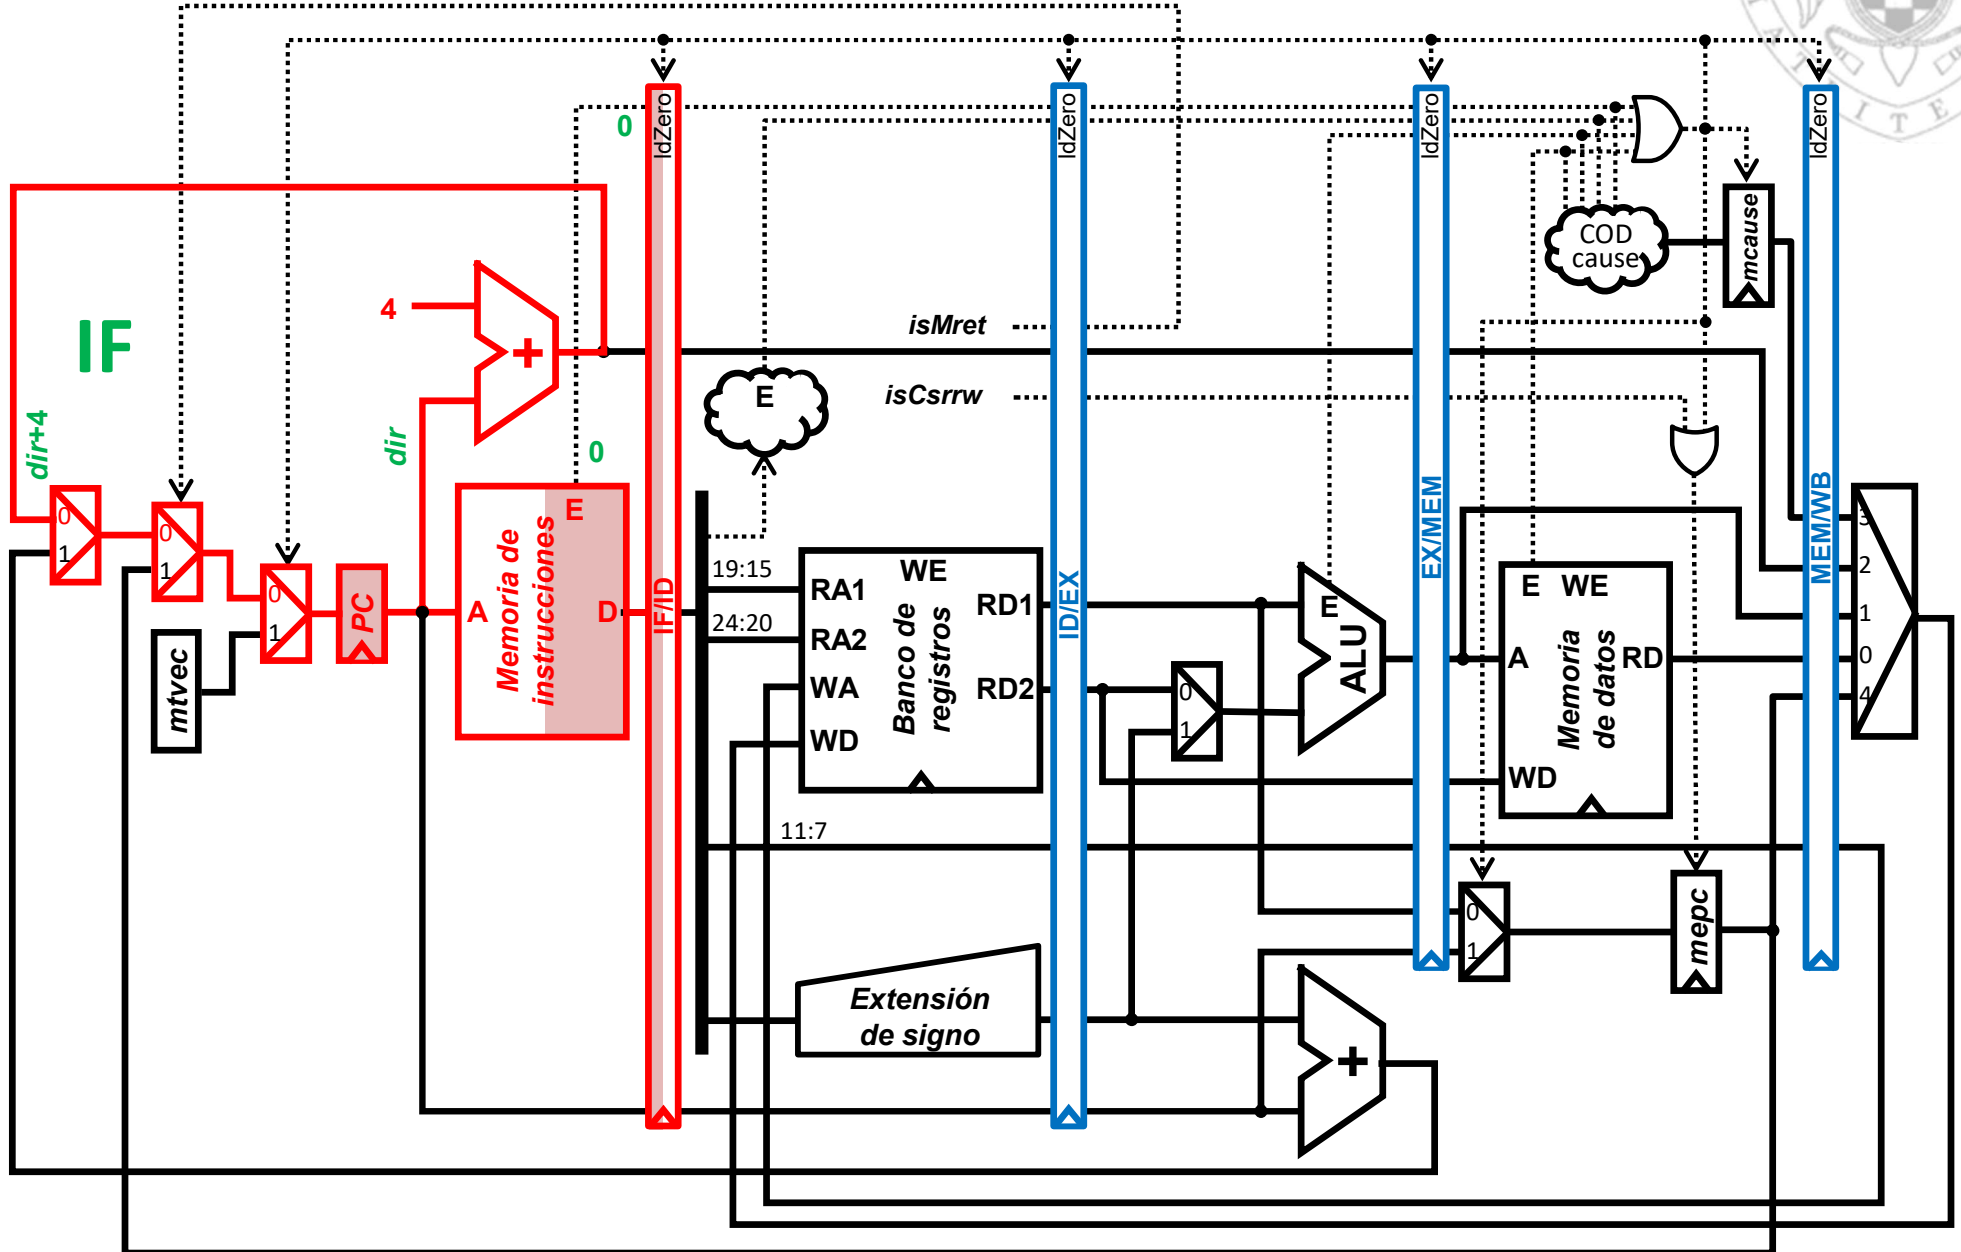 ldZero
ldZero
ldZero
ldZero
0
COD
cause
mcause
4
+
IF
isMret
E
isCsrrw
dir+4
dir
0
0
1
0
1
0
1
mtvec
PC
A
E
D
Memoria de
instrucciones
IF/ID
19:15
24:20
RA1
RA2
WA
WD
WE
RD1
RD2
Banco de
registros
ID/EX
11:7
Extensión
de signo
0
1
E
ALU
+
EX/MEM
E WE
A
RD
WD
Memoria
de datos
0
1
mepc
MEM/WB
3
2
1
0
4
A T I T E